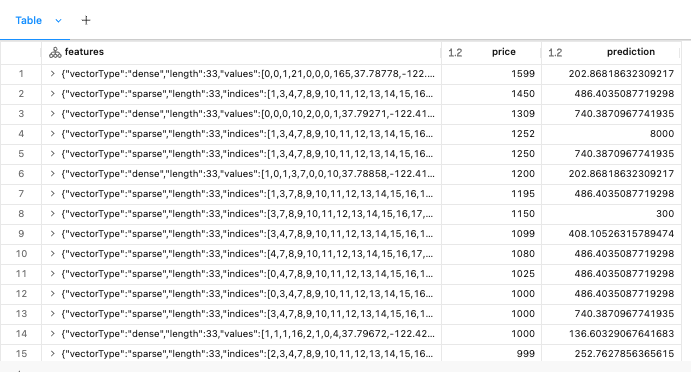 Table +
features 1.2 price 1.2 prediction
1 {"vectorType":"dense","length":33,"values":[0,0,1,21,0,0,0,165,37.78778,-122.... 1599 202.86818632309217
2 {"vectorType":"sparse","length":33,"indices":[1,3,4,7,8,9,10,11,12,13,14,15,16... 1450 486.4035087719298
3 {"vectorType":"dense","length":33,"values":[0,0,0,10,2,0,0,1,37.79271,-122.41... 1309 740.3870967741935
4 {"vectorType":"sparse","length":33,"indices":[1,3,4,7,8,9,10,11,12,13,14,15,16... 1252 8000
5 {"vectorType":"sparse","length":33,"indices":[1,3,4,7,8,9,10,11,12,13,14,15,16... 1250 740.3870967741935
6 {"vectorType":"dense","length":33,"values":[1,0,1,3,7,0,0,10,37.78858,-122.41... 1200 202.86818632309217
7 {"vectorType":"sparse","length":33,"indices":[1,3,7,8,9,10,11,12,13,14,15,16,1... 1195 486.4035087719298
8 {"vectorType":"sparse","length":33,"indices":[3,7,8,9,10,11,12,13,14,15,16,17,... 1150 300
9 {"vectorType":"sparse","length":33,"indices":[3,4,7,8,9,10,11,12,13,14,15,16,1... 1099 408.10526315789474
10 {"vectorType":"sparse","length":33,"indices":[4,7,8,9,10,11,12,13,14,15,16,17,... 1080 486.4035087719298
11 {"vectorType":"sparse","length":33,"indices":[0,4,7,8,9,10,11,12,13,14,15,16,1... 1025 486.4035087719298
12 {"vectorType":"sparse","length":33,"indices":[0,3,4,7,8,9,10,11,12,13,14,15,16... 1000 486.4035087719298
13 {"vectorType":"sparse","length":33,"indices":[3,4,7,8,9,10,11,12,13,14,15,16,1... 1000 740.3870967741935
14 {"vectorType":"dense","length":33,"values":[1,1,1,16,2,1,0,4,37.79672,-122.42... 1000 136.60329067641683
15 {"vectorType":"sparse","length":33,"indices":[2,3,4,7,8,9,10,11,12,13,14,15,16... 999 252.7627856365615